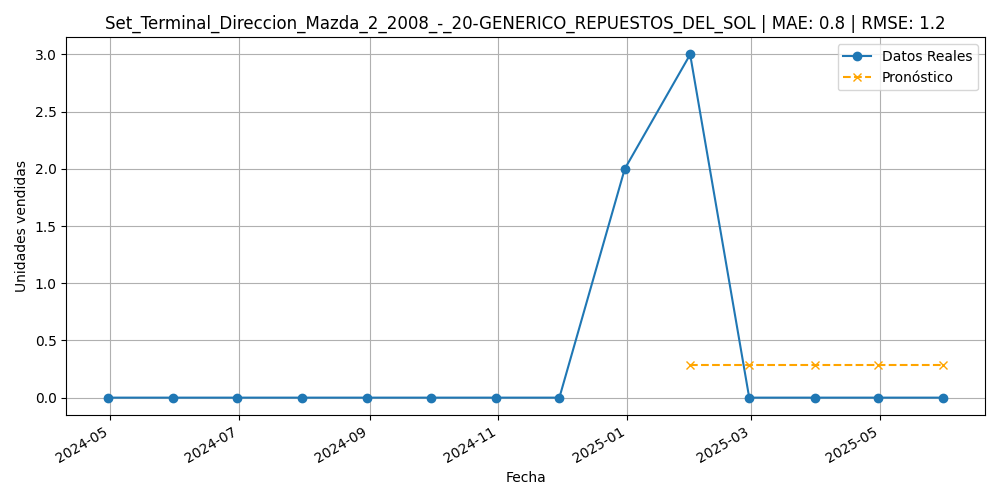 Set_Terminal_Direccion_Mazda_2_2008_-_20-GENERICO_REPUESTOS_DEL_SOL | MAE: 0.8 | RMSE: 1.2
Datos Reales
Pronóstico
Unidades vendidas
3.0
2.5
2.0
1.5
1.0
0.5
0.0
2024-05
2024-07
2024-09
2024-11
2025-01
2025-03
2025-05
Fecha